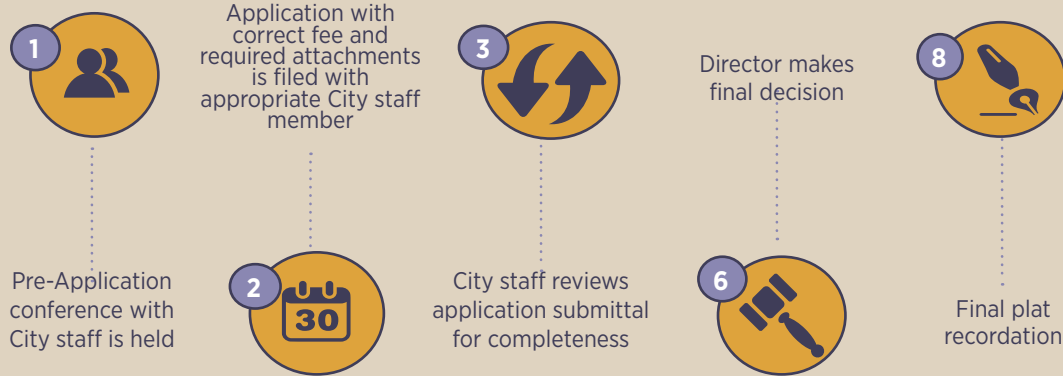 1
Pre-Application
conference with
City staff is held
Application with
correct fee and
required attachments
is filed with
appropriate City staff
member
2
30
3
City staff reviews
application submittal
for completeness
Director makes
final decision
6
8
Final plat
recordation